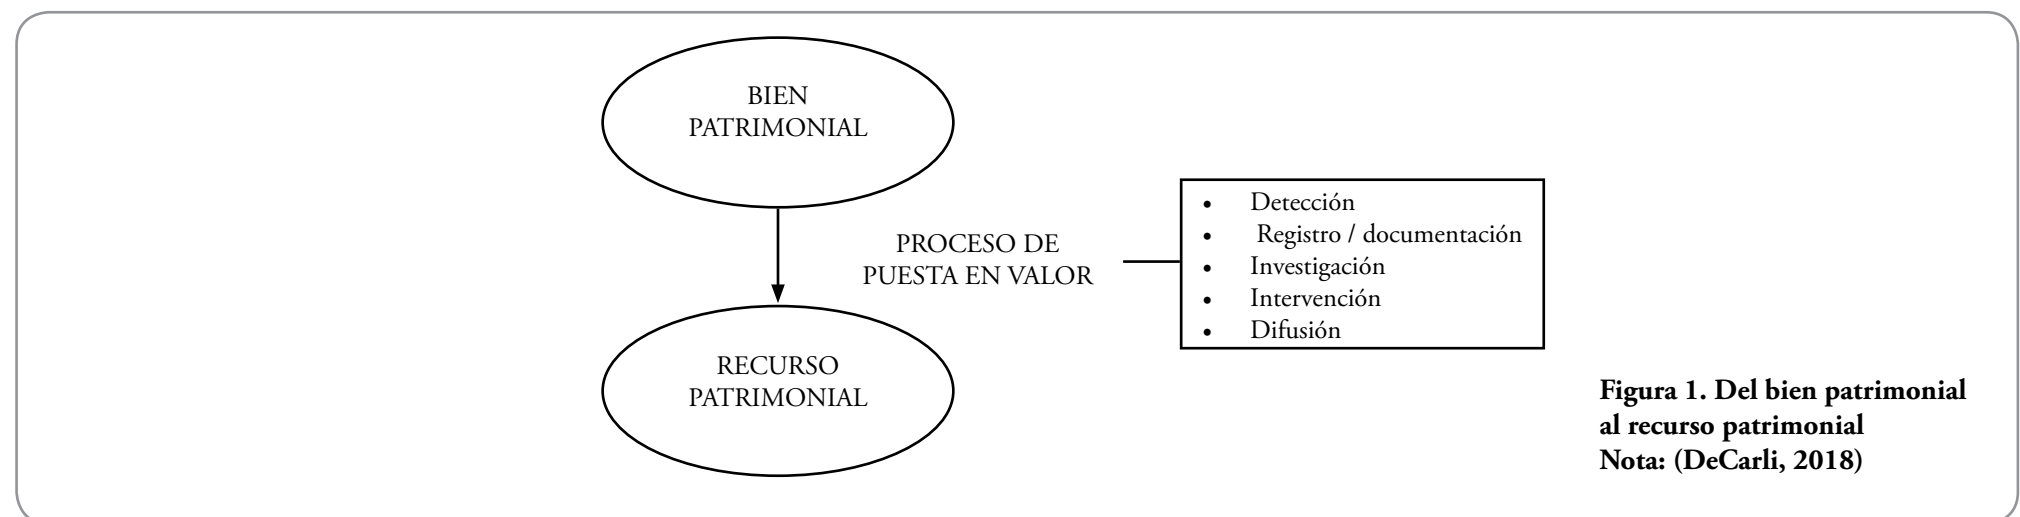 BIEN
PATRIMONIAL
PROCESO DE
PUESTA EN VALOR
• Detección
• Registro / documentación
• Investigación
• Intervención
• Difusión
RECURSO
PATRIMONIAL
Figura 1. Del bien patrimonial
al recurso patrimonial
Nota: (DeCarli, 2018)